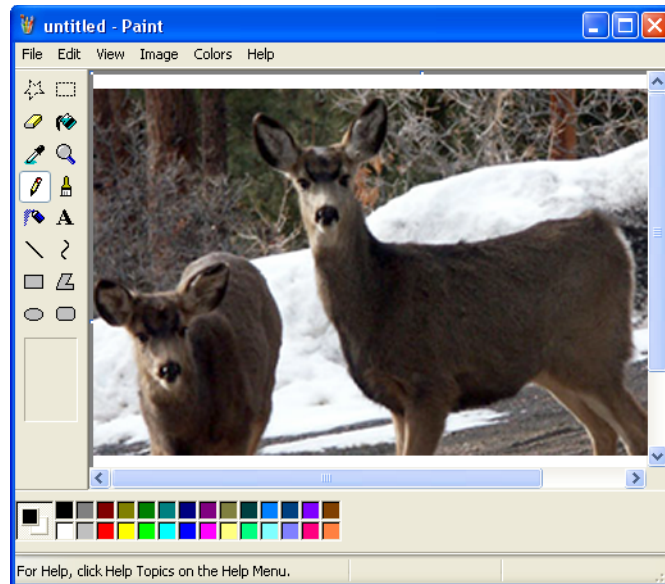 untitled - Paint
File Edit View Image Colors Help
A
For Help, click Help Topics on the Help Menu.